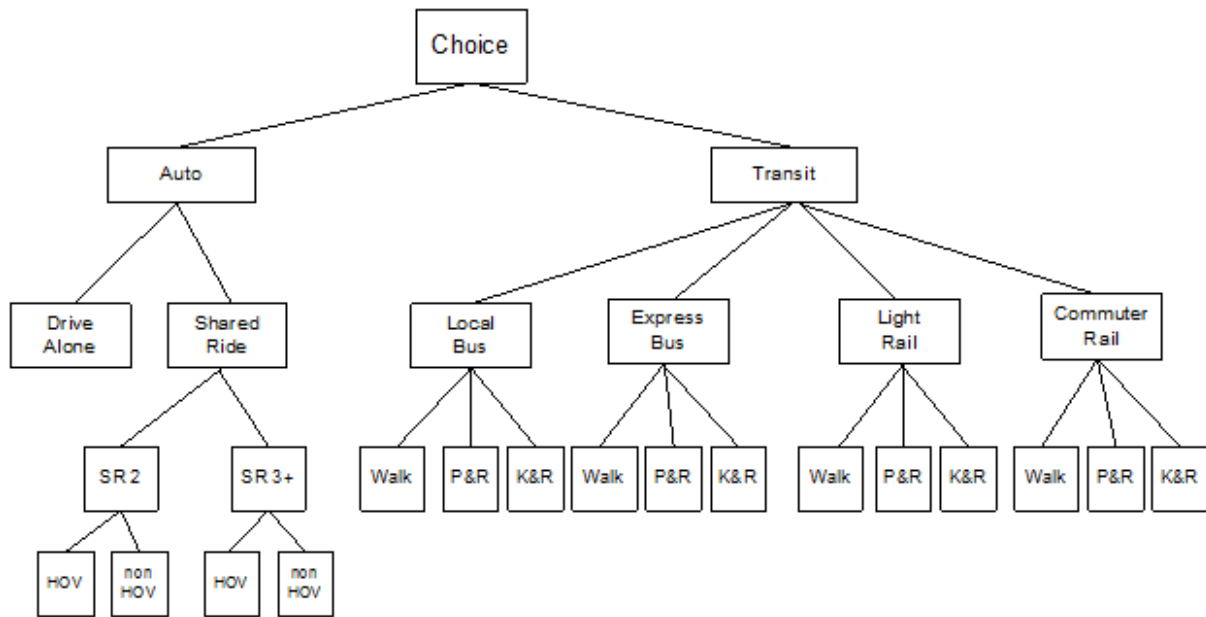 Choice
Auto
Transit
Drive
Alone
Shared
Ride
Local
Bus
Express
Bus
Light
Rail
Commuter
Rail
SR 2
SR 3+
Walk
P&R
K&R
Walk
P&R
K&R
Walk
P&R
K&R
Walk
P&R
K&R
HOV
non
HOV
HOV
non
HOV